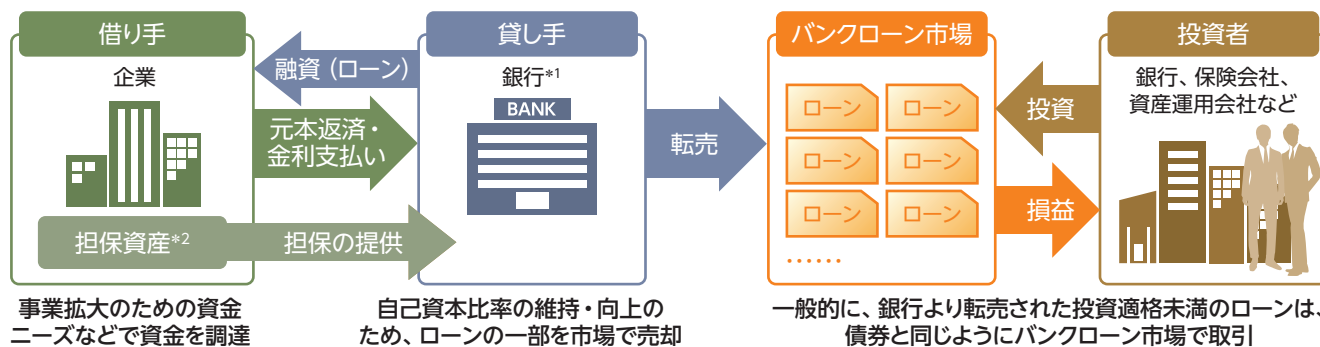 借り手
企業
担保資産*2
事業拡大のための資金
ニーズなどで資金を調達
融資(ローン)
元本返済・
金利支払い
担保の提供
貸し手
銀行*1
BANK
自己資本比率の維持・向上の
ため、ローンの一部を市場で売却
転売
バンクローン市場
ローン
ローン
ローン
ローン
ローン
ローン
……
投資
損益
投資者
銀行、保険会社、
資産運用会社など
一般的に、銀行より転売された投資適格未満のローンは、
債券と同じようにバンクローン市場で取引